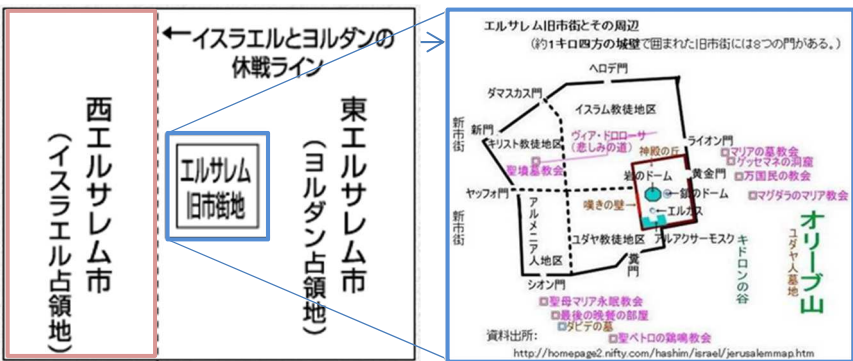 ←イスラエルとヨルダンの
休戦ライン
西エルサレム市
（イスラエル占領地）
エルサレム
旧市街地
東エルサレム市
（ヨルダン占領地）
エルサレム旧市街とその周辺
（約1キロ四方の城壁で囲まれた旧市街には8つの門がある。）
ヘロデ門
ダマスカス門
イスラム教徒地区
新市街
新門
キリスト教徒地区
ヴィア・ドロローサ
（悲しみの道）
ライオン門
神殿の丘
聖墳墓教会
マリアの墓教会
ゲッセマネの洞窟
万国民の教会
マグダラのマリア教会
岩のドーム
黄金門
鎖のドーム
ヤッフォ門
嘆きの壁→
←エルカス
新市街
アルメニア人地区
ユダヤ教徒地区
アルアクサーモスク
糞門
シオン門
キドロンの谷
ユダヤ人墓地
オリーブ山
聖母マリア永眠教会
最後の晩餐の部屋
ダビデの墓
聖ペトロの鶏鳴教会
資料出所:
http://homepage2.nifty.com/hashim/israel/jerusalemmap.htm